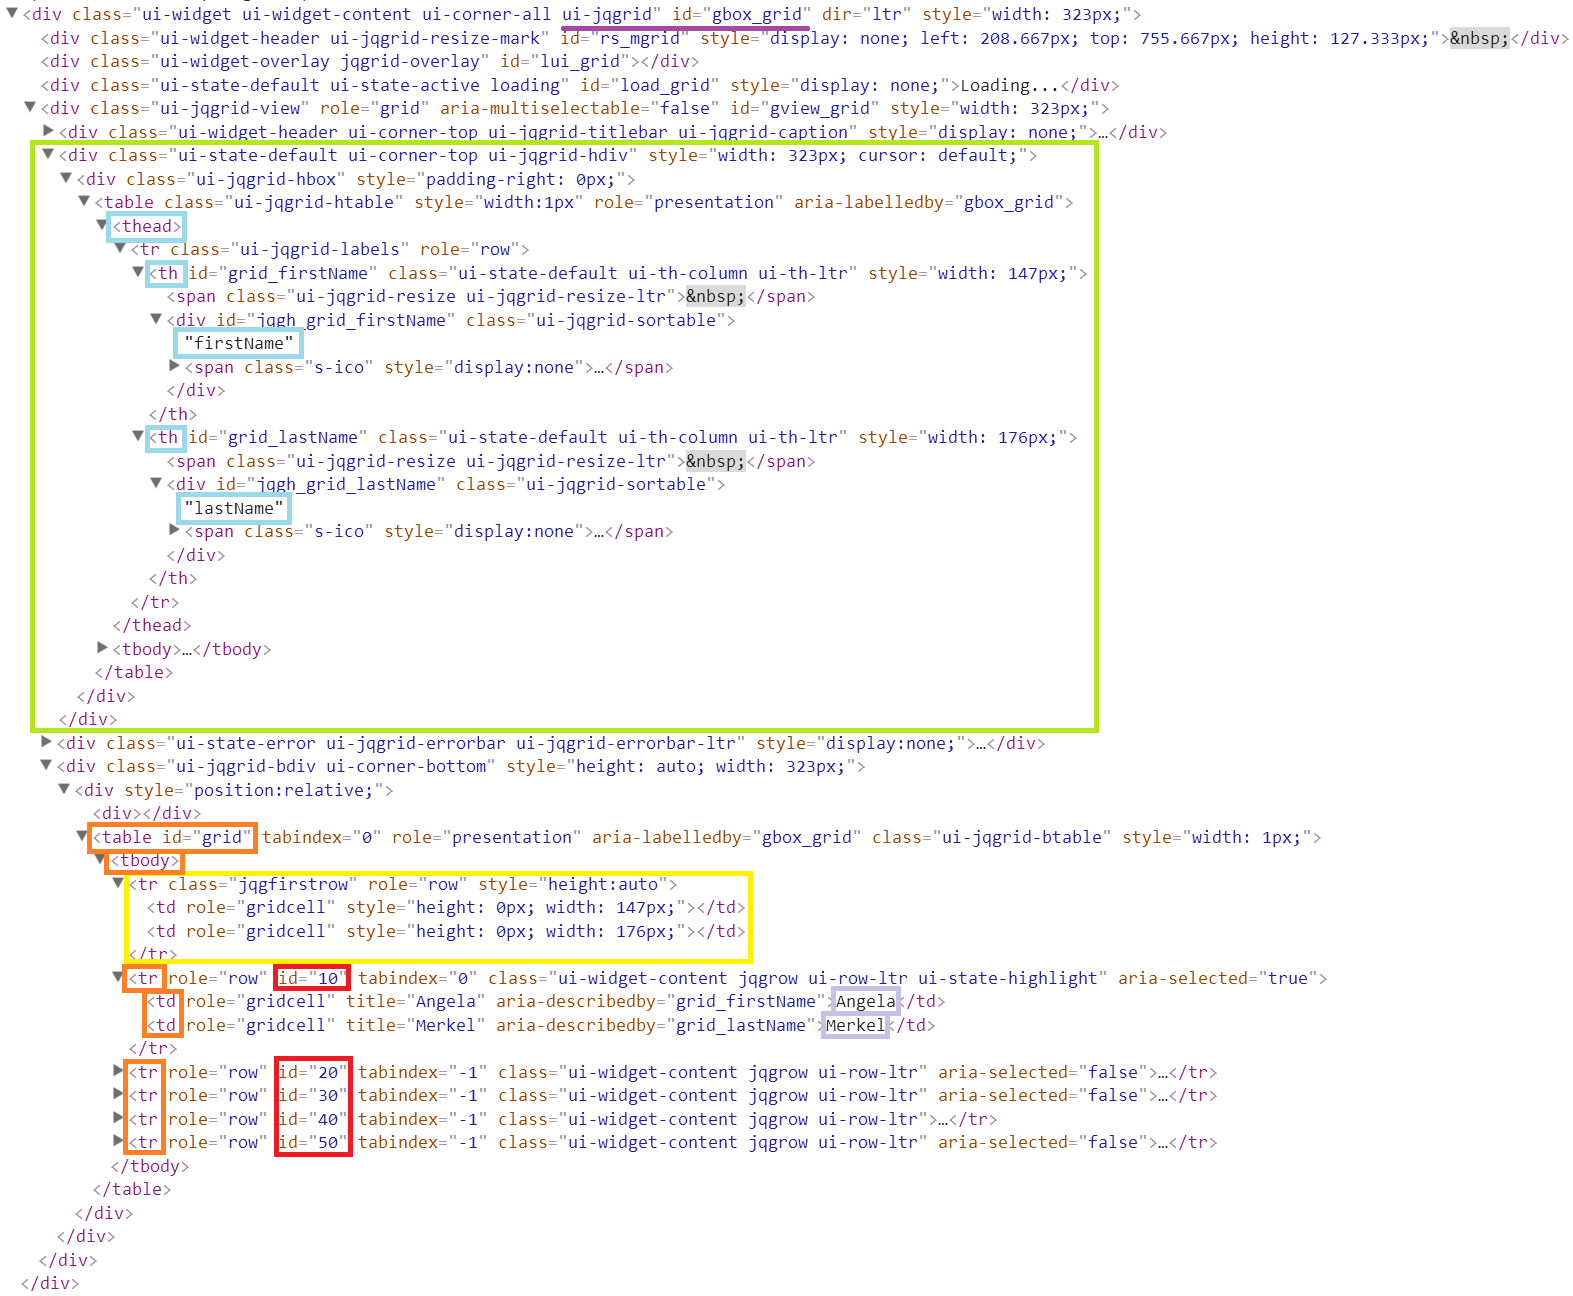 ▼<div class="ui-widget ui-widget-content ui-corner-all ui-jqgrid" id="gbox_grid" dir="ltr" style="width: 323px;">
<div class="ui-widget-header ui-jqgrid-resize-mark" id="rs_mgrid" style="display: none; left: 208.667px; top: 755.667px; height: 127.333px;">&nbsp;</div>
<div class="ui-widget-overlay jqgrid-overlay" id="lui_grid"></div>
<div class="ui-state-default ui-state-active loading" id="load_grid" style="display: none;">Loading...</div>
▼<div class="ui-jqgrid-view" role="grid" aria-multiselectable="false" id="gview_grid" style="width: 323px;">
▶<div class="ui-widget-header ui-corner-top ui-jqgrid-titlebar ui-jqgrid-caption" style="display: none;">…</div>
▼<div class="ui-state-default ui-corner-top ui-jqgrid-hdiv" style="width: 323px; cursor: default;">
▼<div class="ui-jqgrid-hbox" style="padding-right: 0px;">
▼<table class="ui-jqgrid-htable" style="width:1px" role="presentation" aria-labelledby="gbox_grid">
▼<thead>
▼<tr class="ui-jqgrid-labels" role="row">
▼<th id="grid_firstName" class="ui-state-default ui-th-column ui-th-ltr" style="width: 147px;">
<span class="ui-jqgrid-resize ui-jqgrid-resize-ltr">&nbsp;</span>
▼<div id="jqgh_grid_firstName" class="ui-jqgrid-sortable">
"firstName"
▶<span class="s-ico" style="display:none">…</span>
</div>
</th>
▼<th id="grid_lastName" class="ui-state-default ui-th-column ui-th-ltr" style="width: 176px;">
<span class="ui-jqgrid-resize ui-jqgrid-resize-ltr">&nbsp;</span>
▼<div id="jqgh_grid_lastName" class="ui-jqgrid-sortable">
"lastName"
▶<span class="s-ico" style="display:none">…</span>
</div>
</th>
</tr>
</thead>
▶<tbody>…</tbody>
</table>
</div>
</div>
▶<div class="ui-state-error ui-jqgrid-errorbar ui-jqgrid-errorbar-ltr" style="display:none;">…</div>
▼<div class="ui-jqgrid-bdiv ui-corner-bottom" style="height: auto; width: 323px;">
▼<div style="position:relative;">
<div></div>
▼<table id="grid" tabindex="0" role="presentation" aria-labelledby="gbox_grid" class="ui-jqgrid-btable" style="width: 1px;">
▼<tbody>
▼<tr class="jqgfirstrow" role="row" style="height:auto">
<td role="gridcell" style="height: 0px; width: 147px;"></td>
<td role="gridcell" style="height: 0px; width: 176px;"></td>
</tr>
▼<tr role="row" id="10" tabindex="0" class="ui-widget-content jqgrow ui-row-ltr ui-state-highlight" aria-selected="true">
<td role="gridcell" title="Angela" aria-describedby="grid_firstName">Angela</td>
<td role="gridcell" title="Merkel" aria-describedby="grid_lastName">Merkel</td>
</tr>
▶<tr role="row" id="20" tabindex="-1" class="ui-widget-content jqgrow ui-row-ltr" aria-selected="false">…</tr>
▶<tr role="row" id="30" tabindex="-1" class="ui-widget-content jqgrow ui-row-ltr" aria-selected="false">…</tr>
▶<tr role="row" id="40" tabindex="-1" class="ui-widget-content jqgrow ui-row-ltr">…</tr>
▶<tr role="row" id="50" tabindex="-1" class="ui-widget-content jqgrow ui-row-ltr" aria-selected="false">…</tr>
</tbody>
</table>
</div>
</div>
</div>
</div>